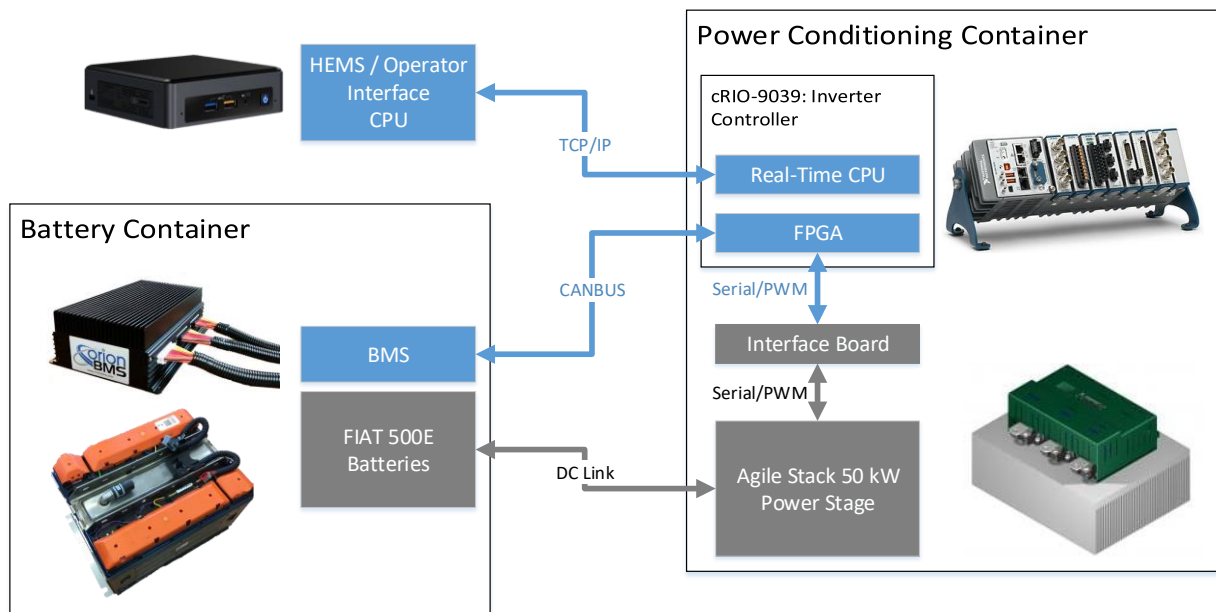 HEMS / Operator
Interface
CPU
TCP/IP
Power Conditioning Container
cRIO-9039: Inverter
Controller
Real-Time CPU
FPGA
Serial/PWM
Interface Board
Serial/PWM
Agile Stack 50 kW
Power Stage
Battery Container
orion
BMS
CANBUS
BMS
FIAT 500E
Batteries
DC Link